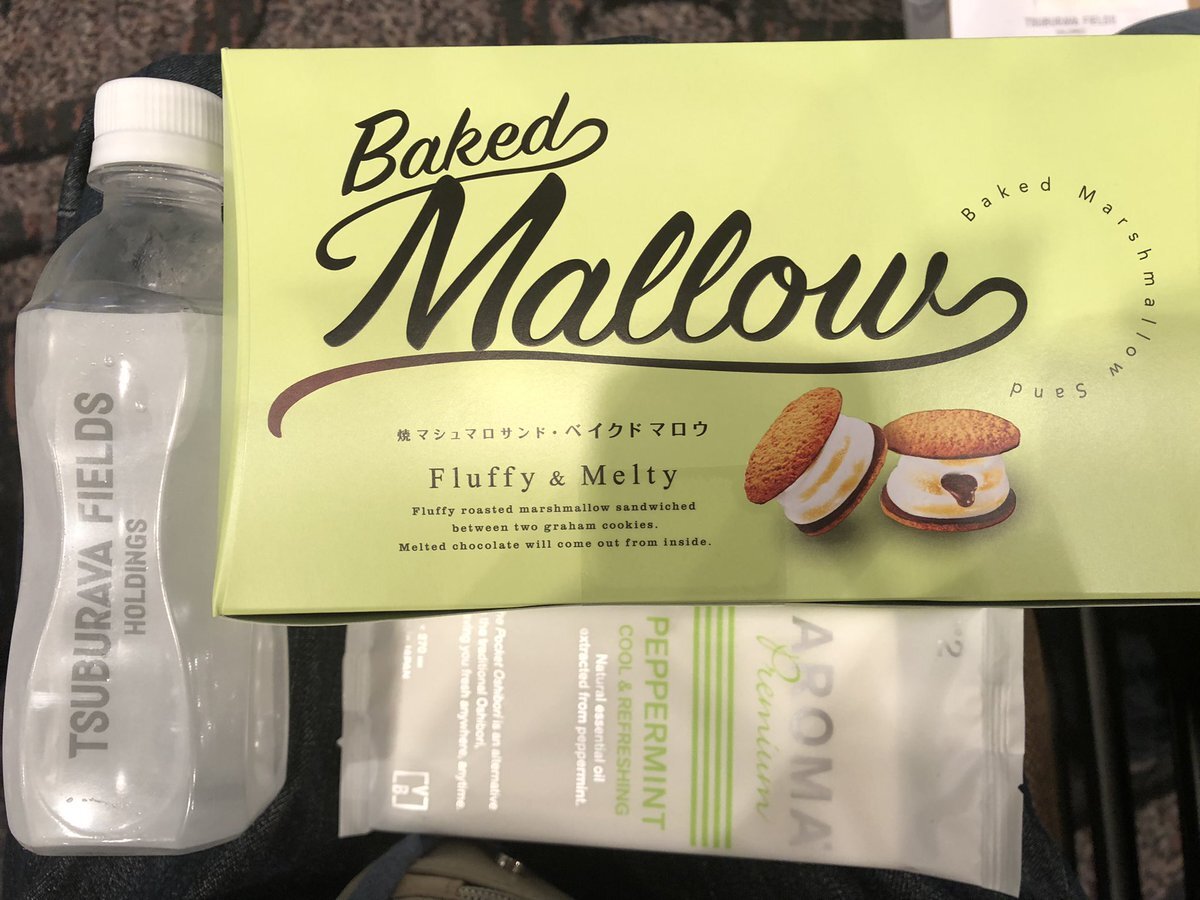 TSUBURAYA FIELDS
Baked
Mallow
Baked Marshmallow Sand
焼マシュマロサンド・ベイクドマロウ
Fluffy & Melty
Fluffy roasted marshmallow sandwiched
between two graham cookies.
Melted chocolate will come out from inside.
TSUBURAYA FIELDS
HOLDINGS
AROMA
Premium
PEPPERMINT
COOL & REFRESHING
Natural essential oil
extracted from peppermint.
Pocket Oshibori is an alternative
the traditional Oshibori,
you fresh anywhere, anytime.